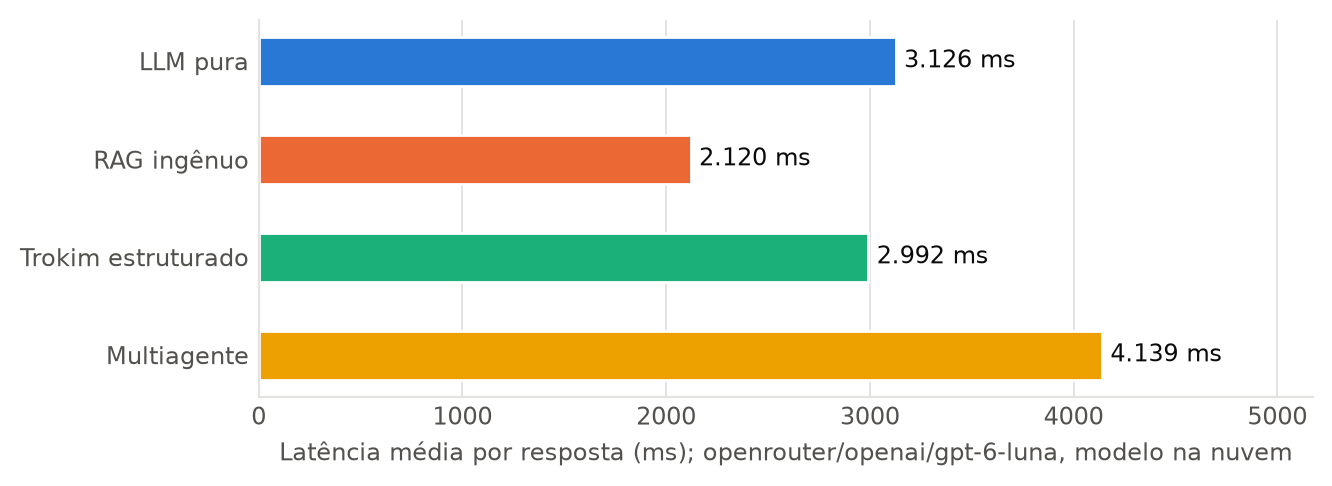 LLM pura
3.126 ms
RAG ingênuo
2.120 ms
Trokim estruturado
2.992 ms
Multiagente
4.139 ms
0 1000 2000 3000 4000 5000
Latência média por resposta (ms); openrouter/openai/gpt-6-luna, modelo na nuvem